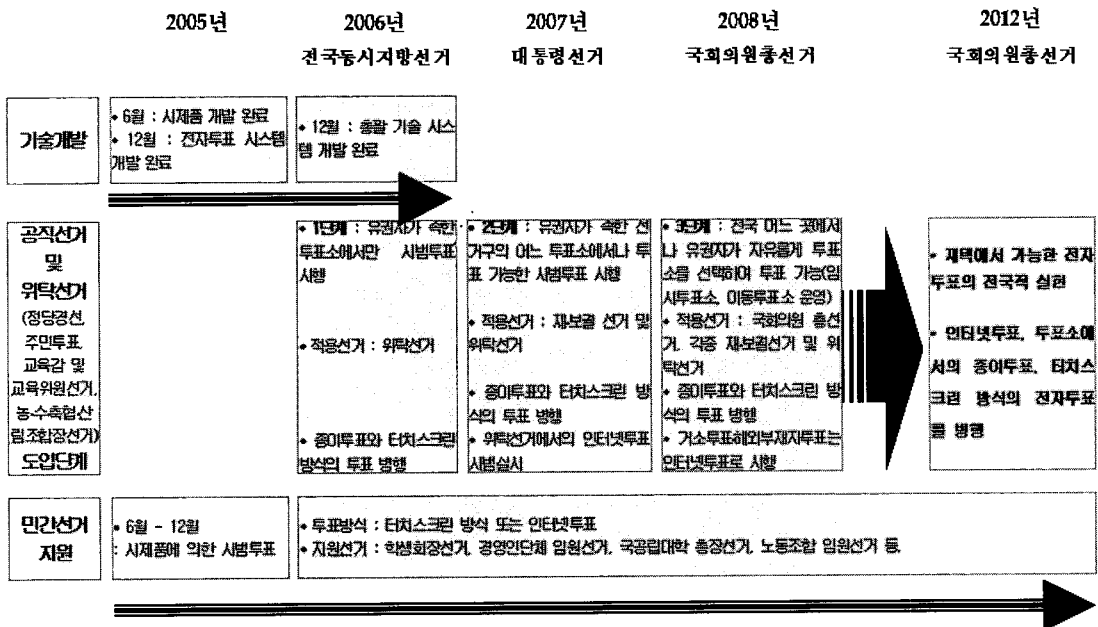 2005년
2006년
2007년
2008년
2012년
전국동시지방선거
대통령선거
국회의원총선거
국회의원총선거
기술개발
• 6월 : 시제품 개발 완료
• 12월 : 전자투표 시스템
개발 완료
• 12월 : 총괄 기술 시스
템 개발 완료
공직선거
및
위탁선거
(정당경선,
주민투표,
교육감 및
교육위원선거,
농·수축협·산
림조합장선거)
도입단계
• 1단계 : 유권자가 속한
투표소에서만 시범투표
시행
• 적용선거 : 위탁선거
• 종이투표와 터치스크린
방식의 투표 병행
• 2단계 : 유권자가 속한 선
거구의 어느 투표소에서나 투
표 가능한 시범투표 시행
• 적용선거 : 재·보궐 선거 및
위탁선거
• 종이투표와 터치스크린 방
식의 투표 병행
• 위탁선거에서의 인터넷투표
시범실시
• 3단계 : 전국 어느 곳에서
나 유권자가 자유롭게 투표
소를 선택하여 투표 가능(임
시투표소, 이동투표소 운영)
• 적용선거 : 국회의원 총선
거, 각종 재·보궐선거 및 위
탁선거
• 종이투표와 터치스크린 방
식의 투표 병행
• 거소투표·해외부재자투표는
인터넷투표로 시행
• 재택에서 가능한 전자
투표의 전국적 실현
• 인터넷투표, 투표소에
서의 종이투표, 터치스
크린 방식의 전자투표
를 병행
민간선거
지원
• 6월 - 12월
: 시제품에 의한 시범투표
• 투표방식 : 터치스크린 방식 또는 인터넷투표
• 지원선거 : 학생회장선거, 경영인단체 임원선거, 국공립대학 총장선거, 노동조합 임원선거 등,